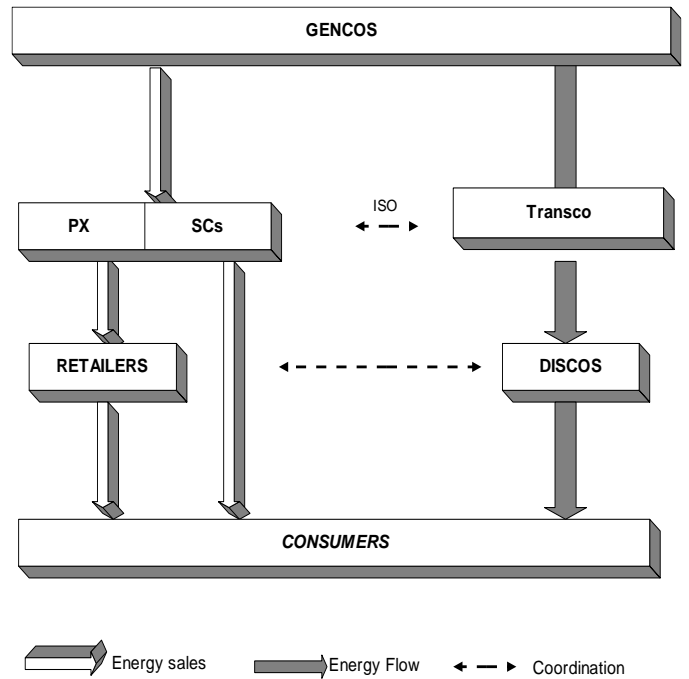 GENCOS
ISO
PX
SCs
Transco
RETAILERS
DISCOS
CONSUMERS
Energy sales
Energy Flow
Coordination